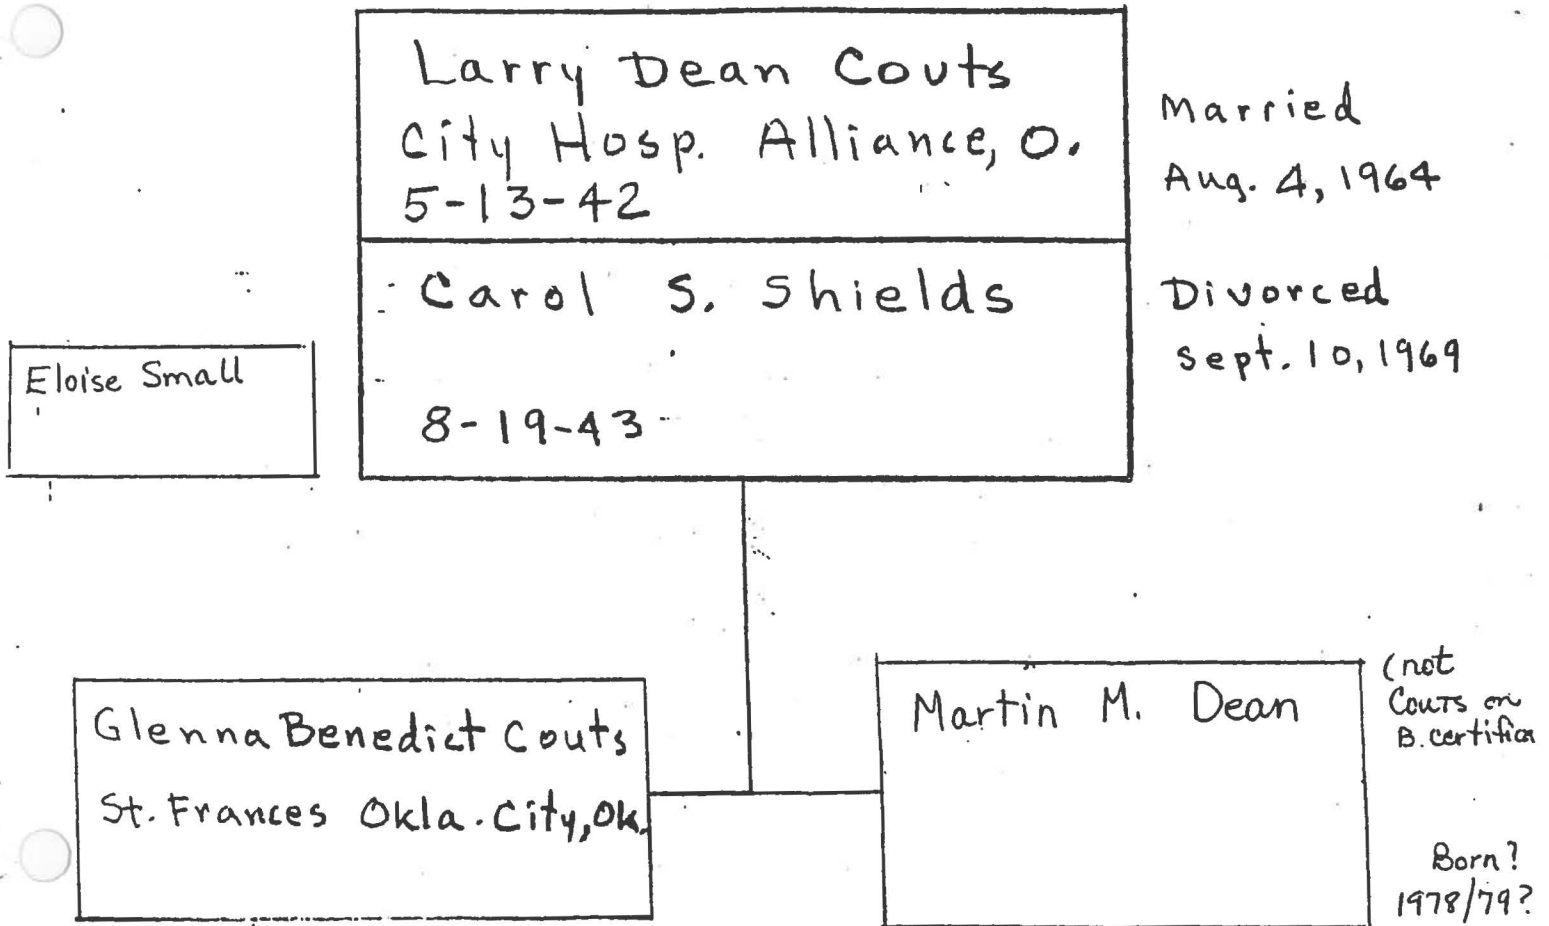 Larry Dean Couts
City Hosp. Alliance, O.
5-13-42
Married
Aug. 4, 1964
Carol S. Shields
8-19-43
Divorced
Sept. 10, 1969
Eloise Small
Glenna Benedict Couts
St. Frances Okla. City, Ok.
Martin M. Dean
(not
Couts on
B. certifica
Born?
1978/79?